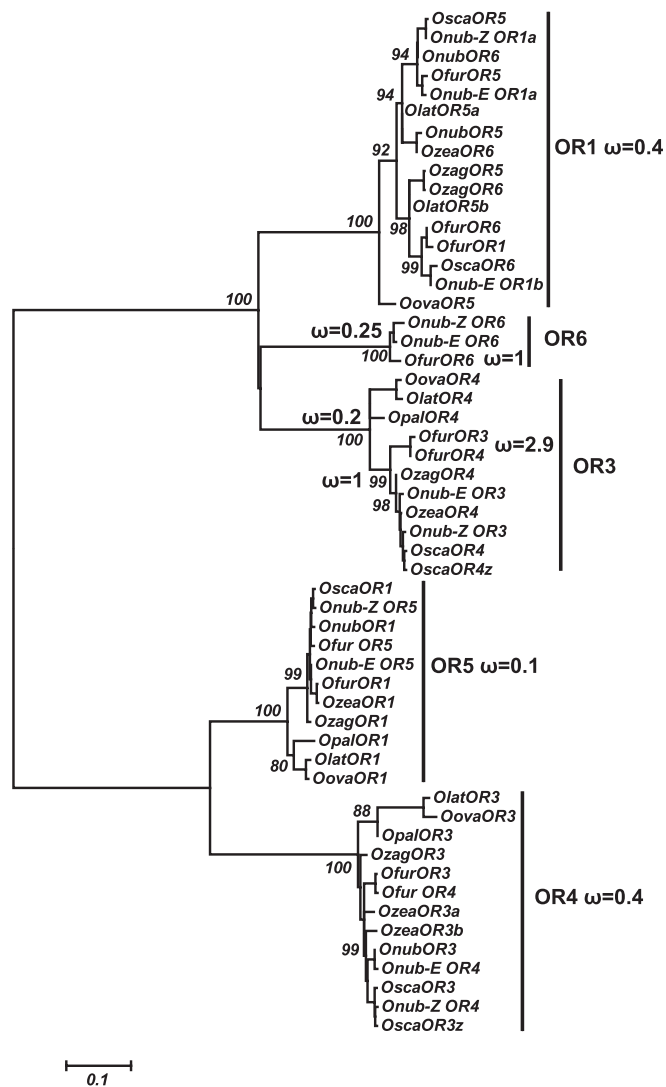 OscaOR5
Onub-Z OR1a
94 OnubOR6
OfurOR5
Onub-E OR1a
94 OlatOR5a
OnubOR5
92 OzeaOR6
OR1 ω=0.4
OzagOR5
OzagOR6
OlatOR5b
100 98 OfurOR6
OfurOR1
99 OscaOR6
Onub-E OR1b
100 OovaOR5
ω=0.25 Onub-Z OR6
Onub-E OR6
OR6
100 OfurOR6 ω=1
OovaOR4
OlatOR4
ω=0.2 OpalOR4
100 OfurOR3 ω=2.9
OfurOR4
OR3
ω=1 99 OzagOR4
Onub-E OR3
98 OzeaOR4
Onub-Z OR3
OscaOR4
OscaOR4z
OscaOR1
Onub-Z OR5
OnubOR1
Ofur OR5
Onub-E OR5
OR5 ω=0.1
99 OfurOR1
OzeaOR1
100 OzagOR1
OpalOR1
80 OlatOR1
OovaOR1
OlatOR3
88 OovaOR3
OpalOR3
100 OzagOR3
OfurOR3
Ofur OR4
OR4 ω=0.4
OzeaOR3a
OzeaOR3b
99 OnubOR3
Onub-E OR4
OscaOR3
Onub-Z OR4
OscaOR3z
0.1